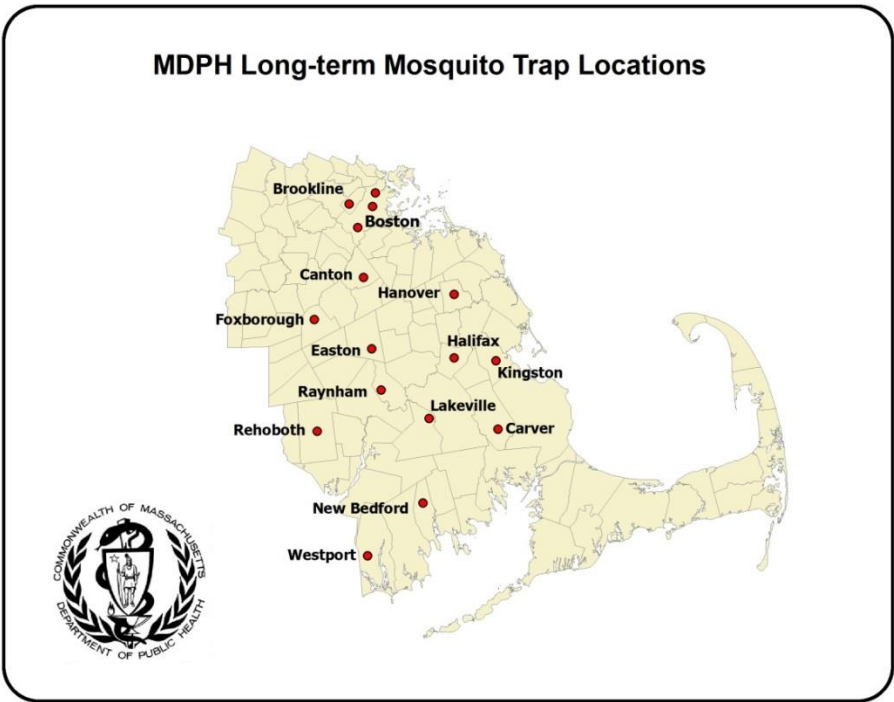 MDPH Long-term Mosquito Trap Locations
Brookline
Boston
Canton
Hanover
Foxborough
Halifax
Easton
Kingston
Raynham
Lakeville
Rehoboth
Carver
New Bedford
Westport
COMMONWEALTH OF MASSACHUSETTS
DEPARTMENT OF PUBLIC HEALTH